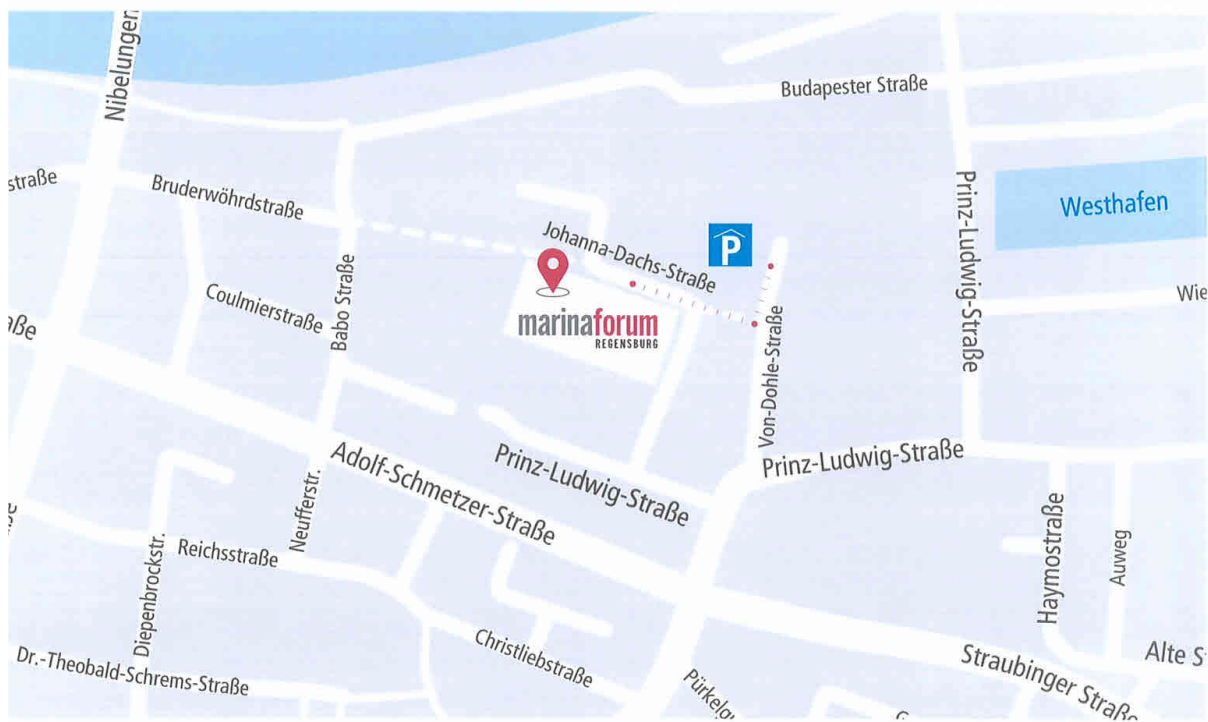 Nibelungen
Budapester Straße
straße
Bruderwöhrdstraße
Prinz-Ludwig-Straße
Westhafen
Johanna-Dachs-Straße
P
Coulmierstraße
Babo Straße
marinaforum
REGENSBURG
Von-Dohle-Straße
Wie
aße
Adolf-Schmetzer-Straße
Prinz-Ludwig-Straße
Prinz-Ludwig-Straße
Neufferstr.
Reichsstraße
Diepenbrockstr.
Haymostraße
Auweg
Christliebstraße
Dr.-Theobald-Schrems-Straße
Pürkelg
Straubinger Straße
Alte S